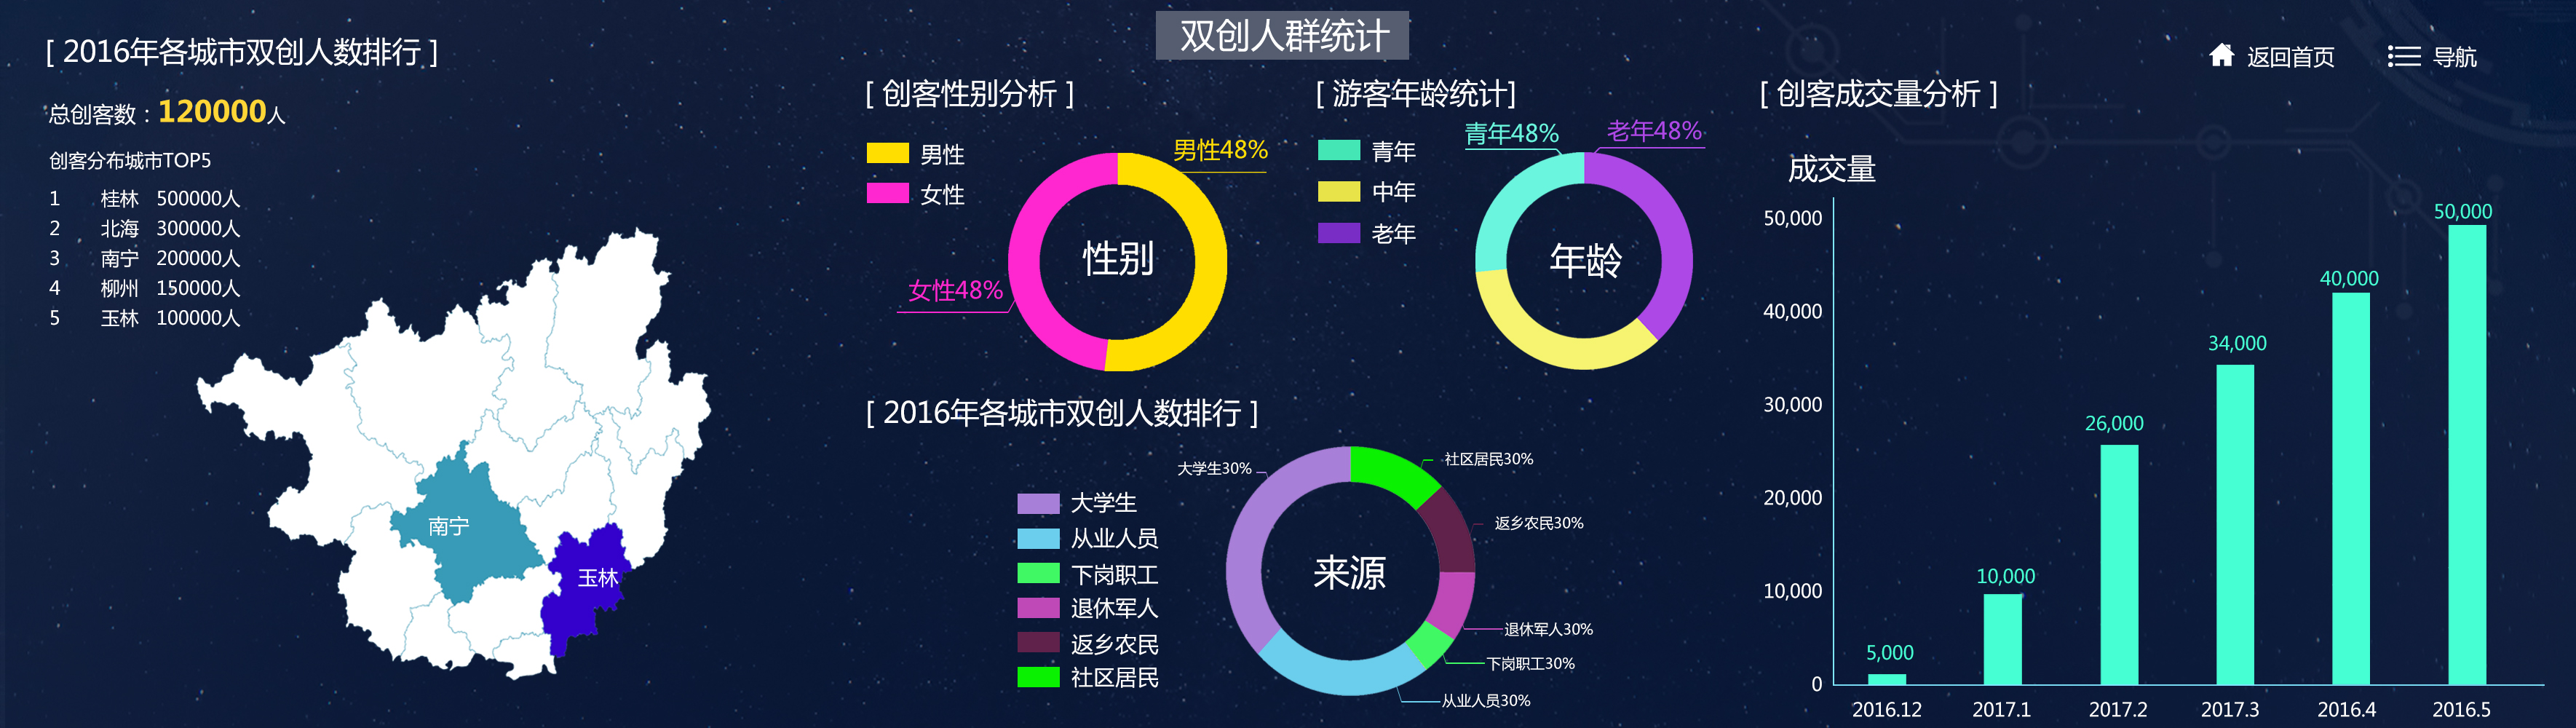 双创人群统计
返回首页
导航
[ 2016年各城市双创人数排行 ]
总创客数：120000人
创客分布城市TOP5
1 桂林 500000人
2 北海 300000人
3 南宁 200000人
4 柳州 150000人
5 玉林 100000人
南宁
玉林
[ 创客性别分析 ]
男性
女性
男性48%
女性48%
性别
[ 游客年龄统计]
青年
中年
老年
青年48%
老年48%
年龄
[ 2016年各城市双创人数排行 ]
大学生
从业人员
下岗职工
退休军人
返乡农民
社区居民
大学生30%
社区居民30%
返乡农民30%
退休军人30%
下岗职工30%
从业人员30%
来源
[ 创客成交量分析 ]
成交量
50,000
40,000
30,000
20,000
10,000
0
5,000
10,000
26,000
34,000
40,000
50,000
2016.12
2017.1
2017.2
2017.3
2016.4
2016.5